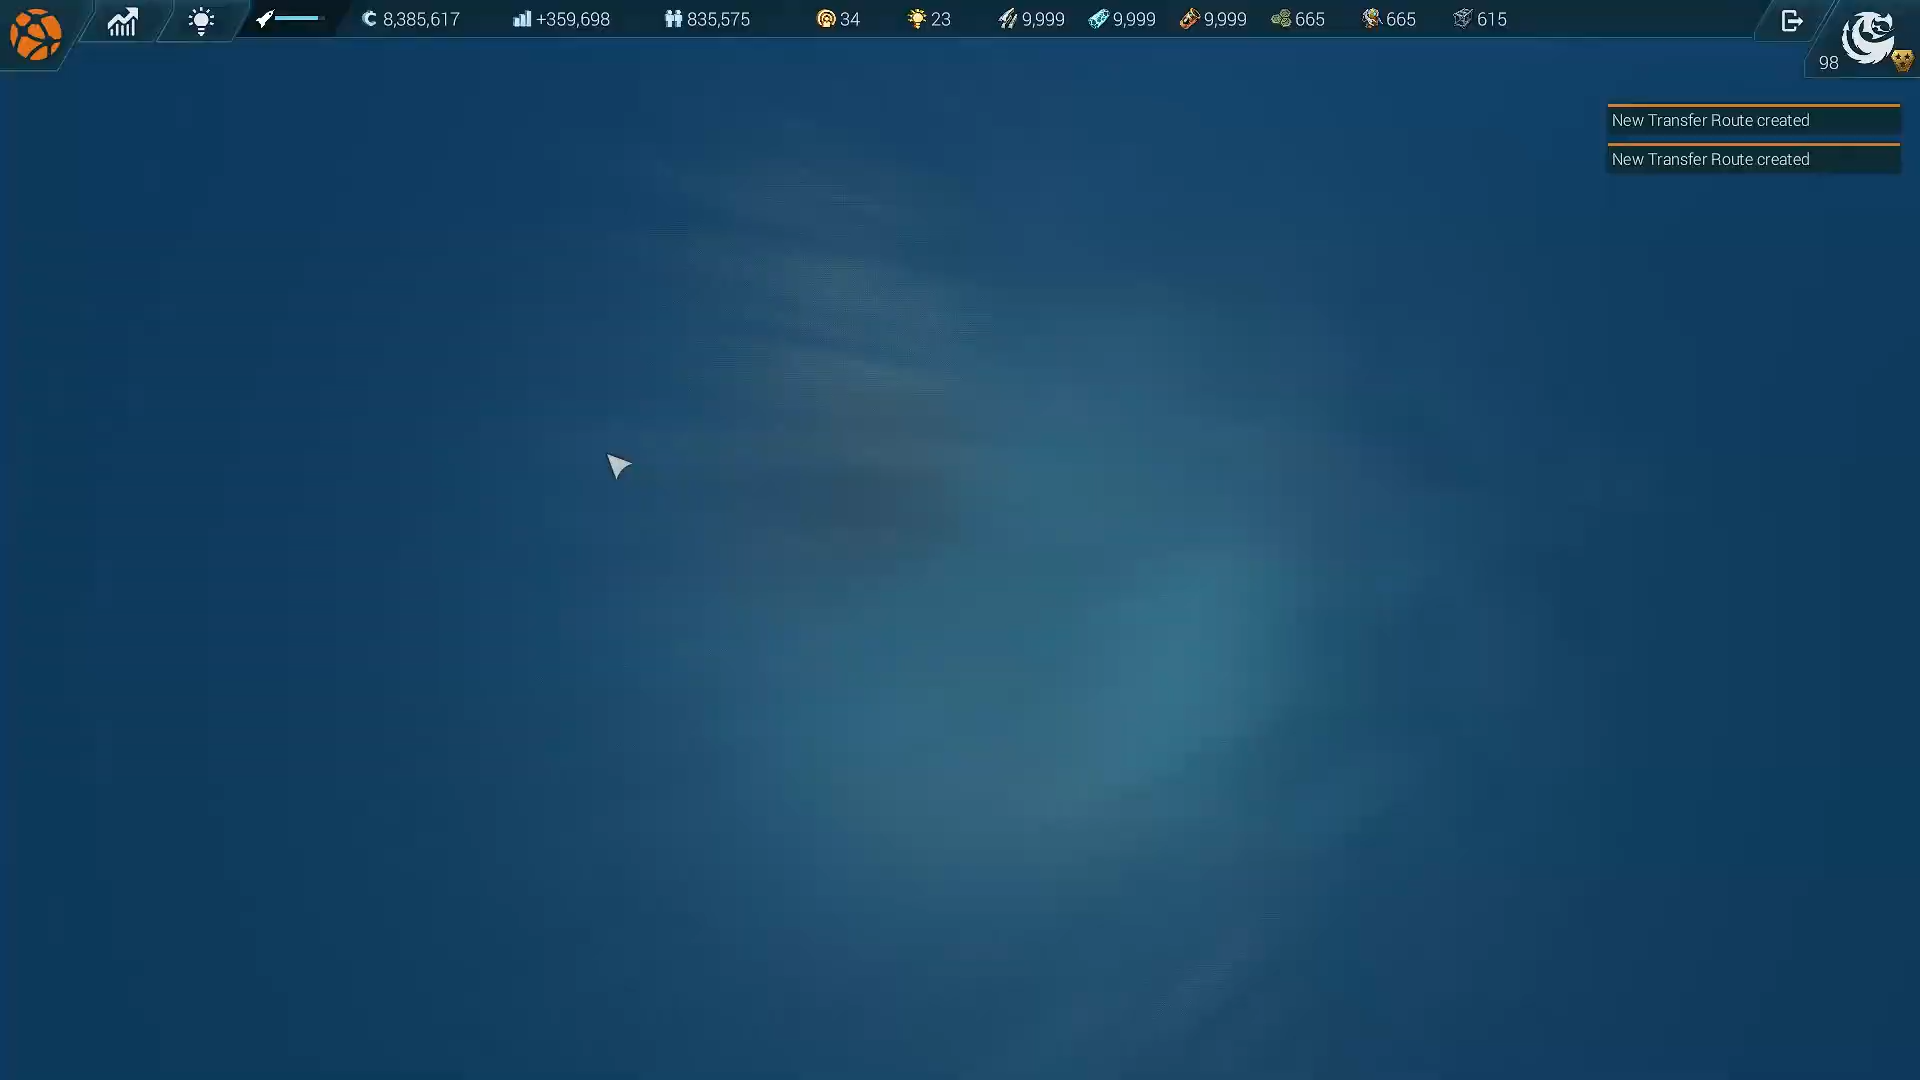 8,385,617 +359,698 835,575 34 23 9,999 9,999 9,999 665 665 615
98
New Transfer Route created
New Transfer Route created